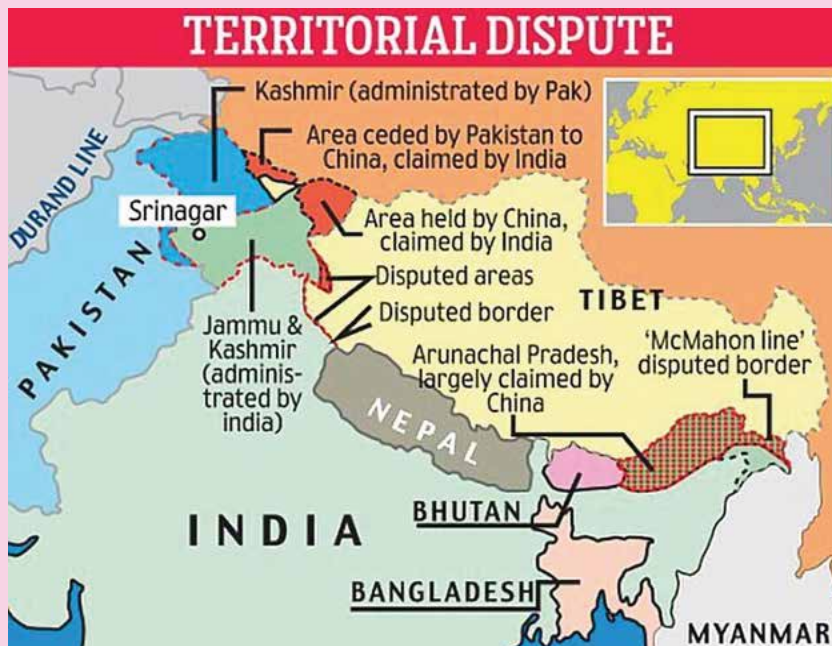 TERRITORIAL DISPUTE
Kashmir (administrated by Pak)
Area ceded by Pakistan to
China, claimed by India
DURAND LINE
Srinagar
Area held by China,
claimed by India
PAKISTAN
Disputed areas
TIBET
Disputed border
Jammu &
Kashmir
(adminis-
trated by
india)
Arunachal Pradesh,
largely claimed by
China
'McMahon line'
disputed border
NEPAL
INDIA
BHUTAN
BANGLADESH
MYANMAR